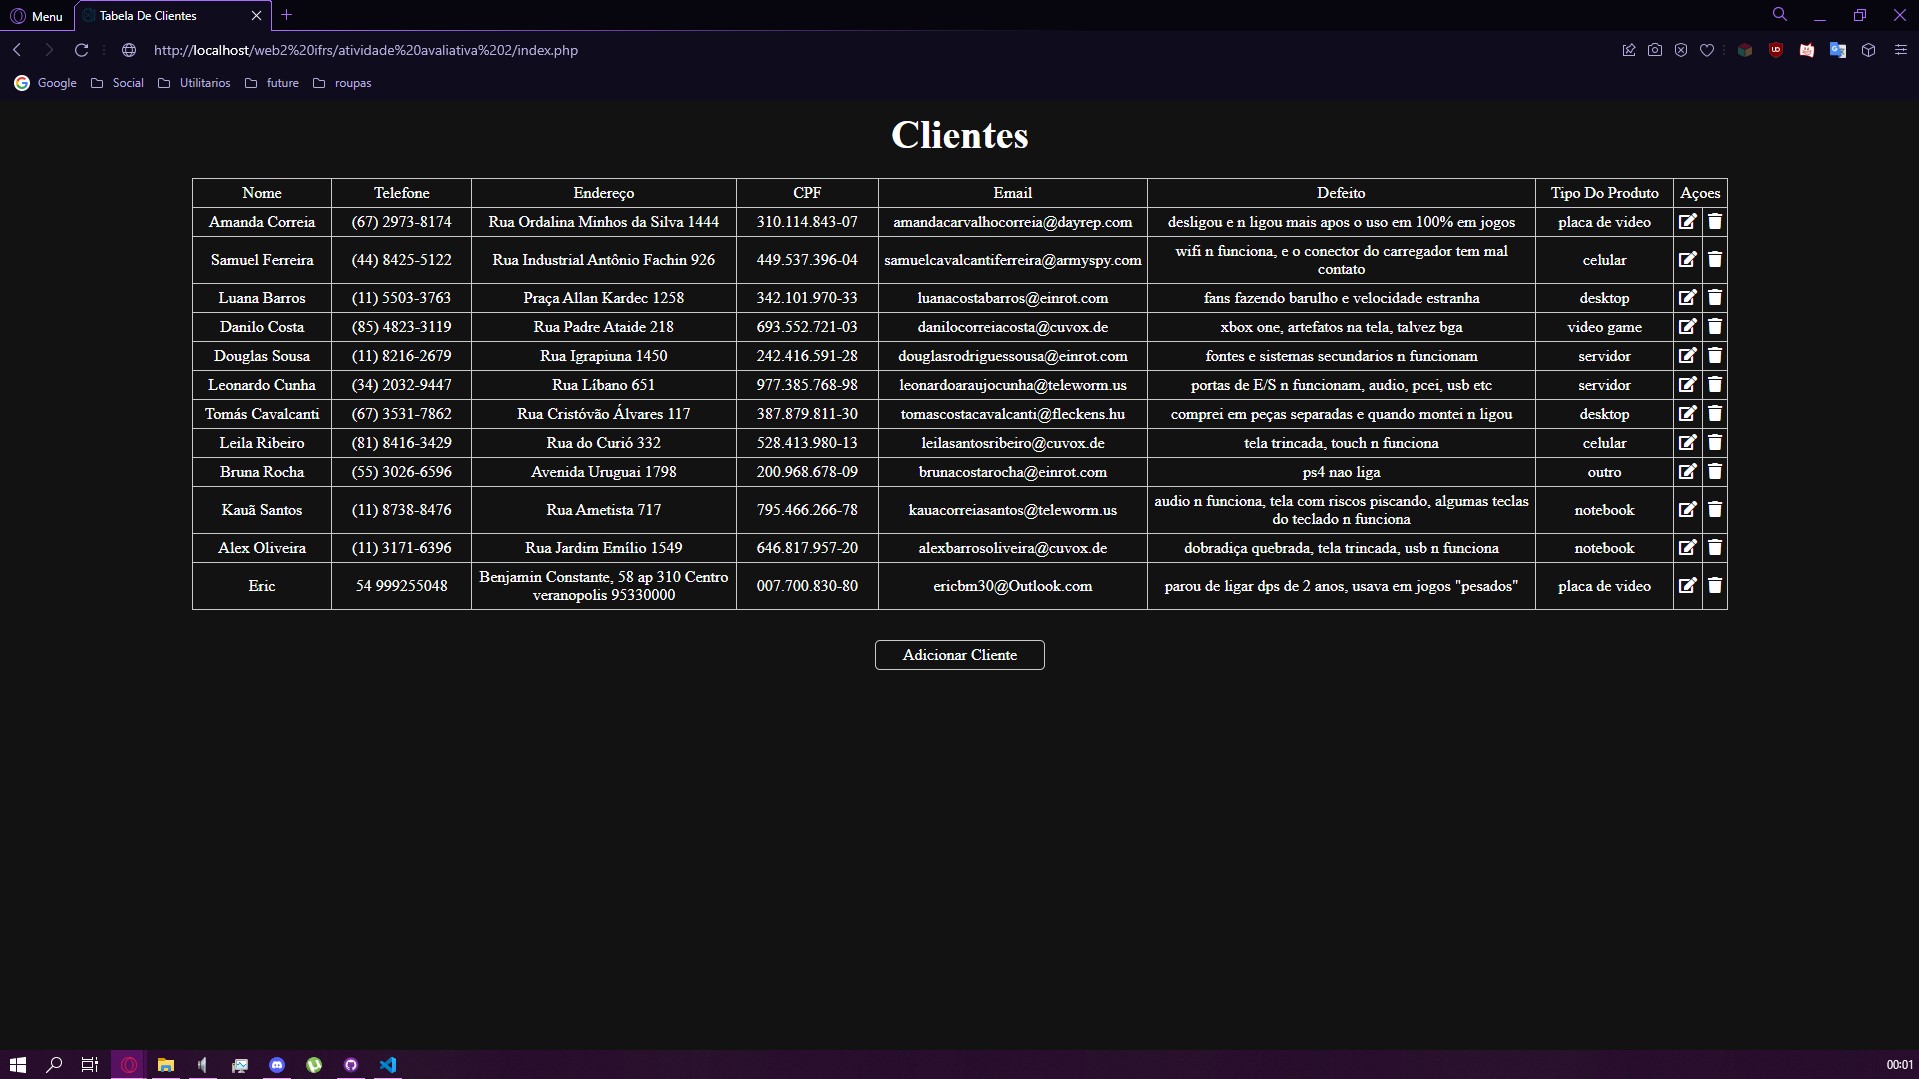 Menu
Tabela De Clientes
http://localhost/web2%20ifrs/atividade%20avaliativa%202/index.php
Google Social Utilitarios future roupas
Clientes
Nome Telefone Endereço CPF Email Defeito Tipo Do Produto Açoes
Amanda Correia (67) 2973-8174 Rua Ordalina Minhos da Silva 1444 310.114.843-07 amandacarvalhocorreia@dayrep.com desligou e n ligou mais apos o uso em 100% em jogos placa de video
Samuel Ferreira (44) 8425-5122 Rua Industrial Antônio Fachin 926 449.537.396-04 samuelcavalcantiferreira@armyspy.com wifi n funciona, e o conector do carregador tem mal
contato celular
Luana Barros (11) 5503-3763 Praça Allan Kardec 1258 342.101.970-33 luanacostabarros@einrot.com fans fazendo barulho e velocidade estranha desktop
Danilo Costa (85) 4823-3119 Rua Padre Ataide 218 693.552.721-03 danilocorreiacosta@cuvox.de xbox one, artefatos na tela, talvez bga video game
Douglas Sousa (11) 8216-2679 Rua Igrapiuna 1450 242.416.591-28 douglasrodriguessousa@einrot.com fontes e sistemas secundarios n funcionam servidor
Leonardo Cunha (34) 2032-9447 Rua Líbano 651 977.385.768-98 leonardoaraujocunha@teleworm.us portas de E/S n funcionam, audio, pcei, usb etc servidor
Tomás Cavalcanti (67) 3531-7862 Rua Cristóvão Álvares 117 387.879.811-30 tomascostacavalcanti@fleckens.hu comprei em peças separadas e quando montei n ligou desktop
Leila Ribeiro (81) 8416-3429 Rua do Curió 332 528.413.980-13 leilasantosribeiro@cuvox.de tela trincada, touch n funciona celular
Bruna Rocha (55) 3026-6596 Avenida Uruguai 1798 200.968.678-09 brunacostarocha@einrot.com ps4 nao liga outro
Kauã Santos (11) 8738-8476 Rua Ametista 717 795.466.266-78 kauacorreiasantos@teleworm.us audio n funciona, tela com riscos piscando, algumas teclas
do teclado n funciona notebook
Alex Oliveira (11) 3171-6396 Rua Jardim Emílio 1549 646.817.957-20 alexbarrosoliveira@cuvox.de dobradiça quebrada, tela trincada, usb n funciona notebook
Eric 54 999255048 Benjamin Constante, 58 ap 310 Centro
veranopolis 95330000 007.700.830-80 ericbm30@Outlook.com parou de ligar dps de 2 anos, usava em jogos "pesados" placa de video
Adicionar Cliente
00:01